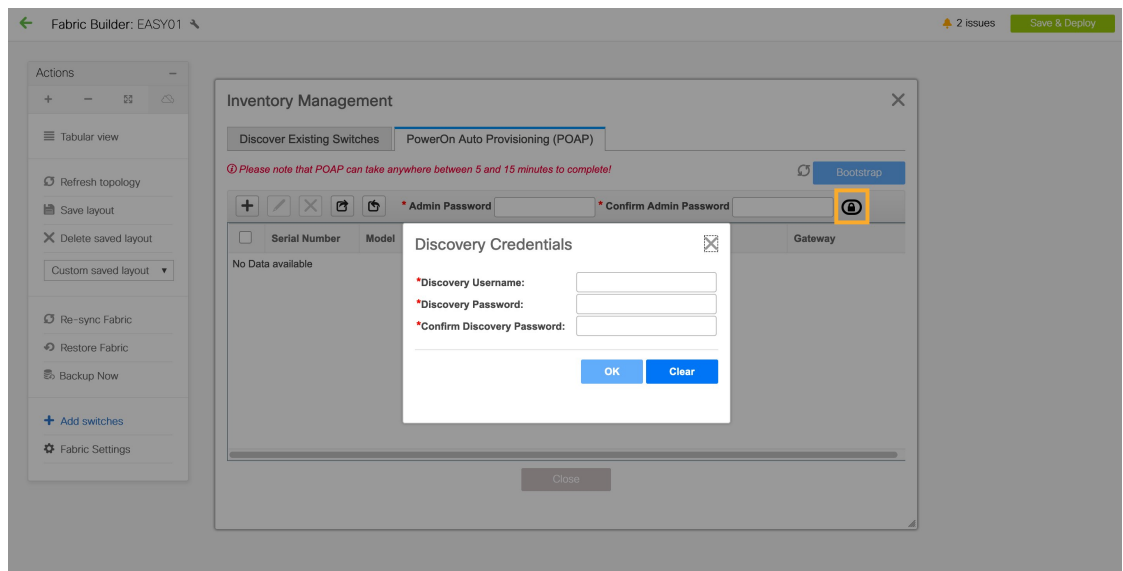 Fabric Builder: EASY01
2 issues
Save & Deploy
Actions
Tabular view
Refresh topology
Save layout
Delete saved layout
Custom saved layout
Re-sync Fabric
Restore Fabric
Backup Now
Add switches
Fabric Settings
Inventory Management
Discover Existing Switches
PowerOn Auto Provisioning (POAP)
Please note that POAP can take anywhere between 5 and 15 minutes to complete!
Bootstrap
* Admin Password
* Confirm Admin Password
Serial Number
Model
Gateway
No Data available
Discovery Credentials
*Discovery Username:
*Discovery Password:
*Confirm Discovery Password:
OK
Clear
Close